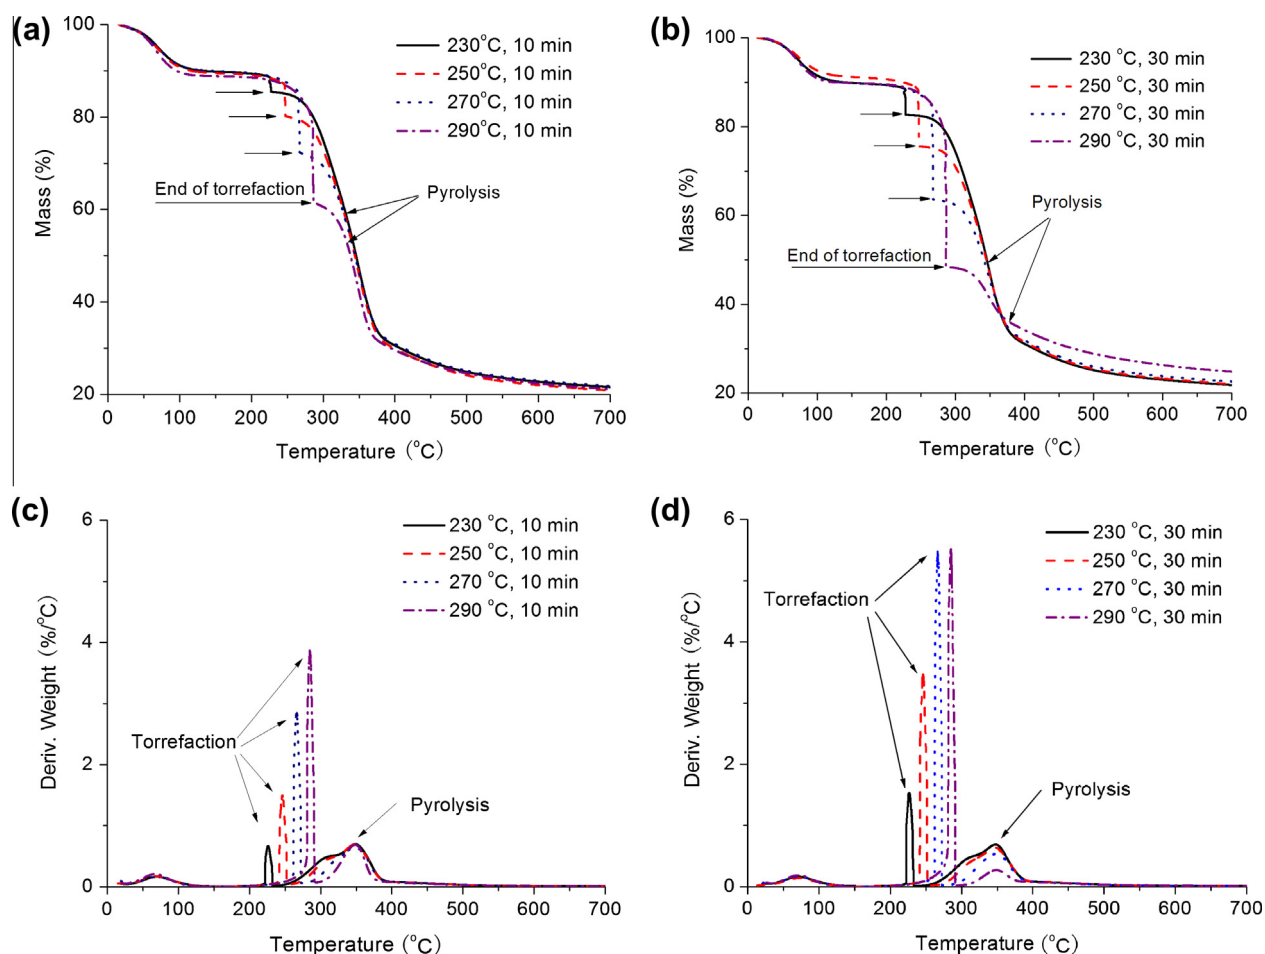 (a)
100
80
60
40
20
Mass (%)
230°C, 10 min
250°C, 10 min
270°C, 10 min
290°C, 10 min
End of torrefaction
Pyrolysis
0 100 200 300 400 500 600 700
Temperature (°C)
(b)
100
80
60
40
20
Mass (%)
230 °C, 30 min
250 °C, 30 min
270 °C, 30 min
290 °C, 30 min
Pyrolysis
End of torrefaction
0 100 200 300 400 500 600 700
Temperature (°C)
(c)
6
4
2
0
Deriv. Weight (%/°C)
230 °C, 10 min
250 °C, 10 min
270 °C, 10 min
290 °C, 10 min
Torrefaction
Pyrolysis
0 100 200 300 400 500 600 700
Temperature (°C)
(d)
6
4
2
0
Deriv. Weight (%/°C)
230 °C, 30 min
250 °C, 30 min
270 °C, 30 min
290 °C, 30 min
Torrefaction
Pyrolysis
0 100 200 300 400 500 600 700
Temperature (°C)